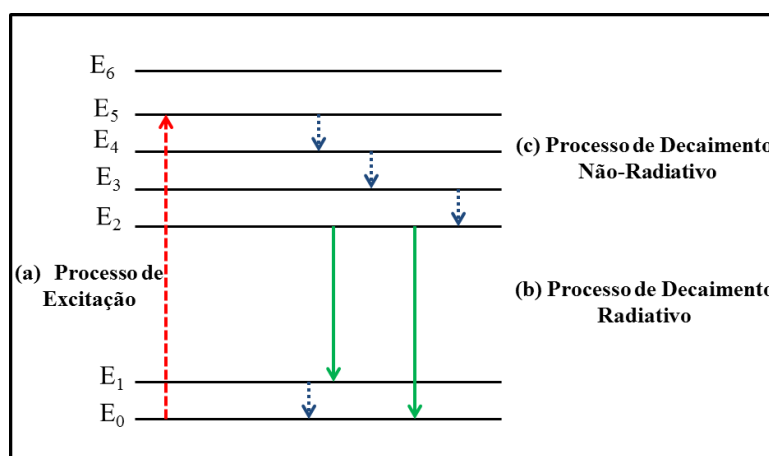 E₆
E₅
E₄
(c) Processo de Decaimento
Não-Radiativo
E₃
E₂
(a) Processo de
Excitação
(b) Processo de Decaimento
Radiativo
E₁
E₀